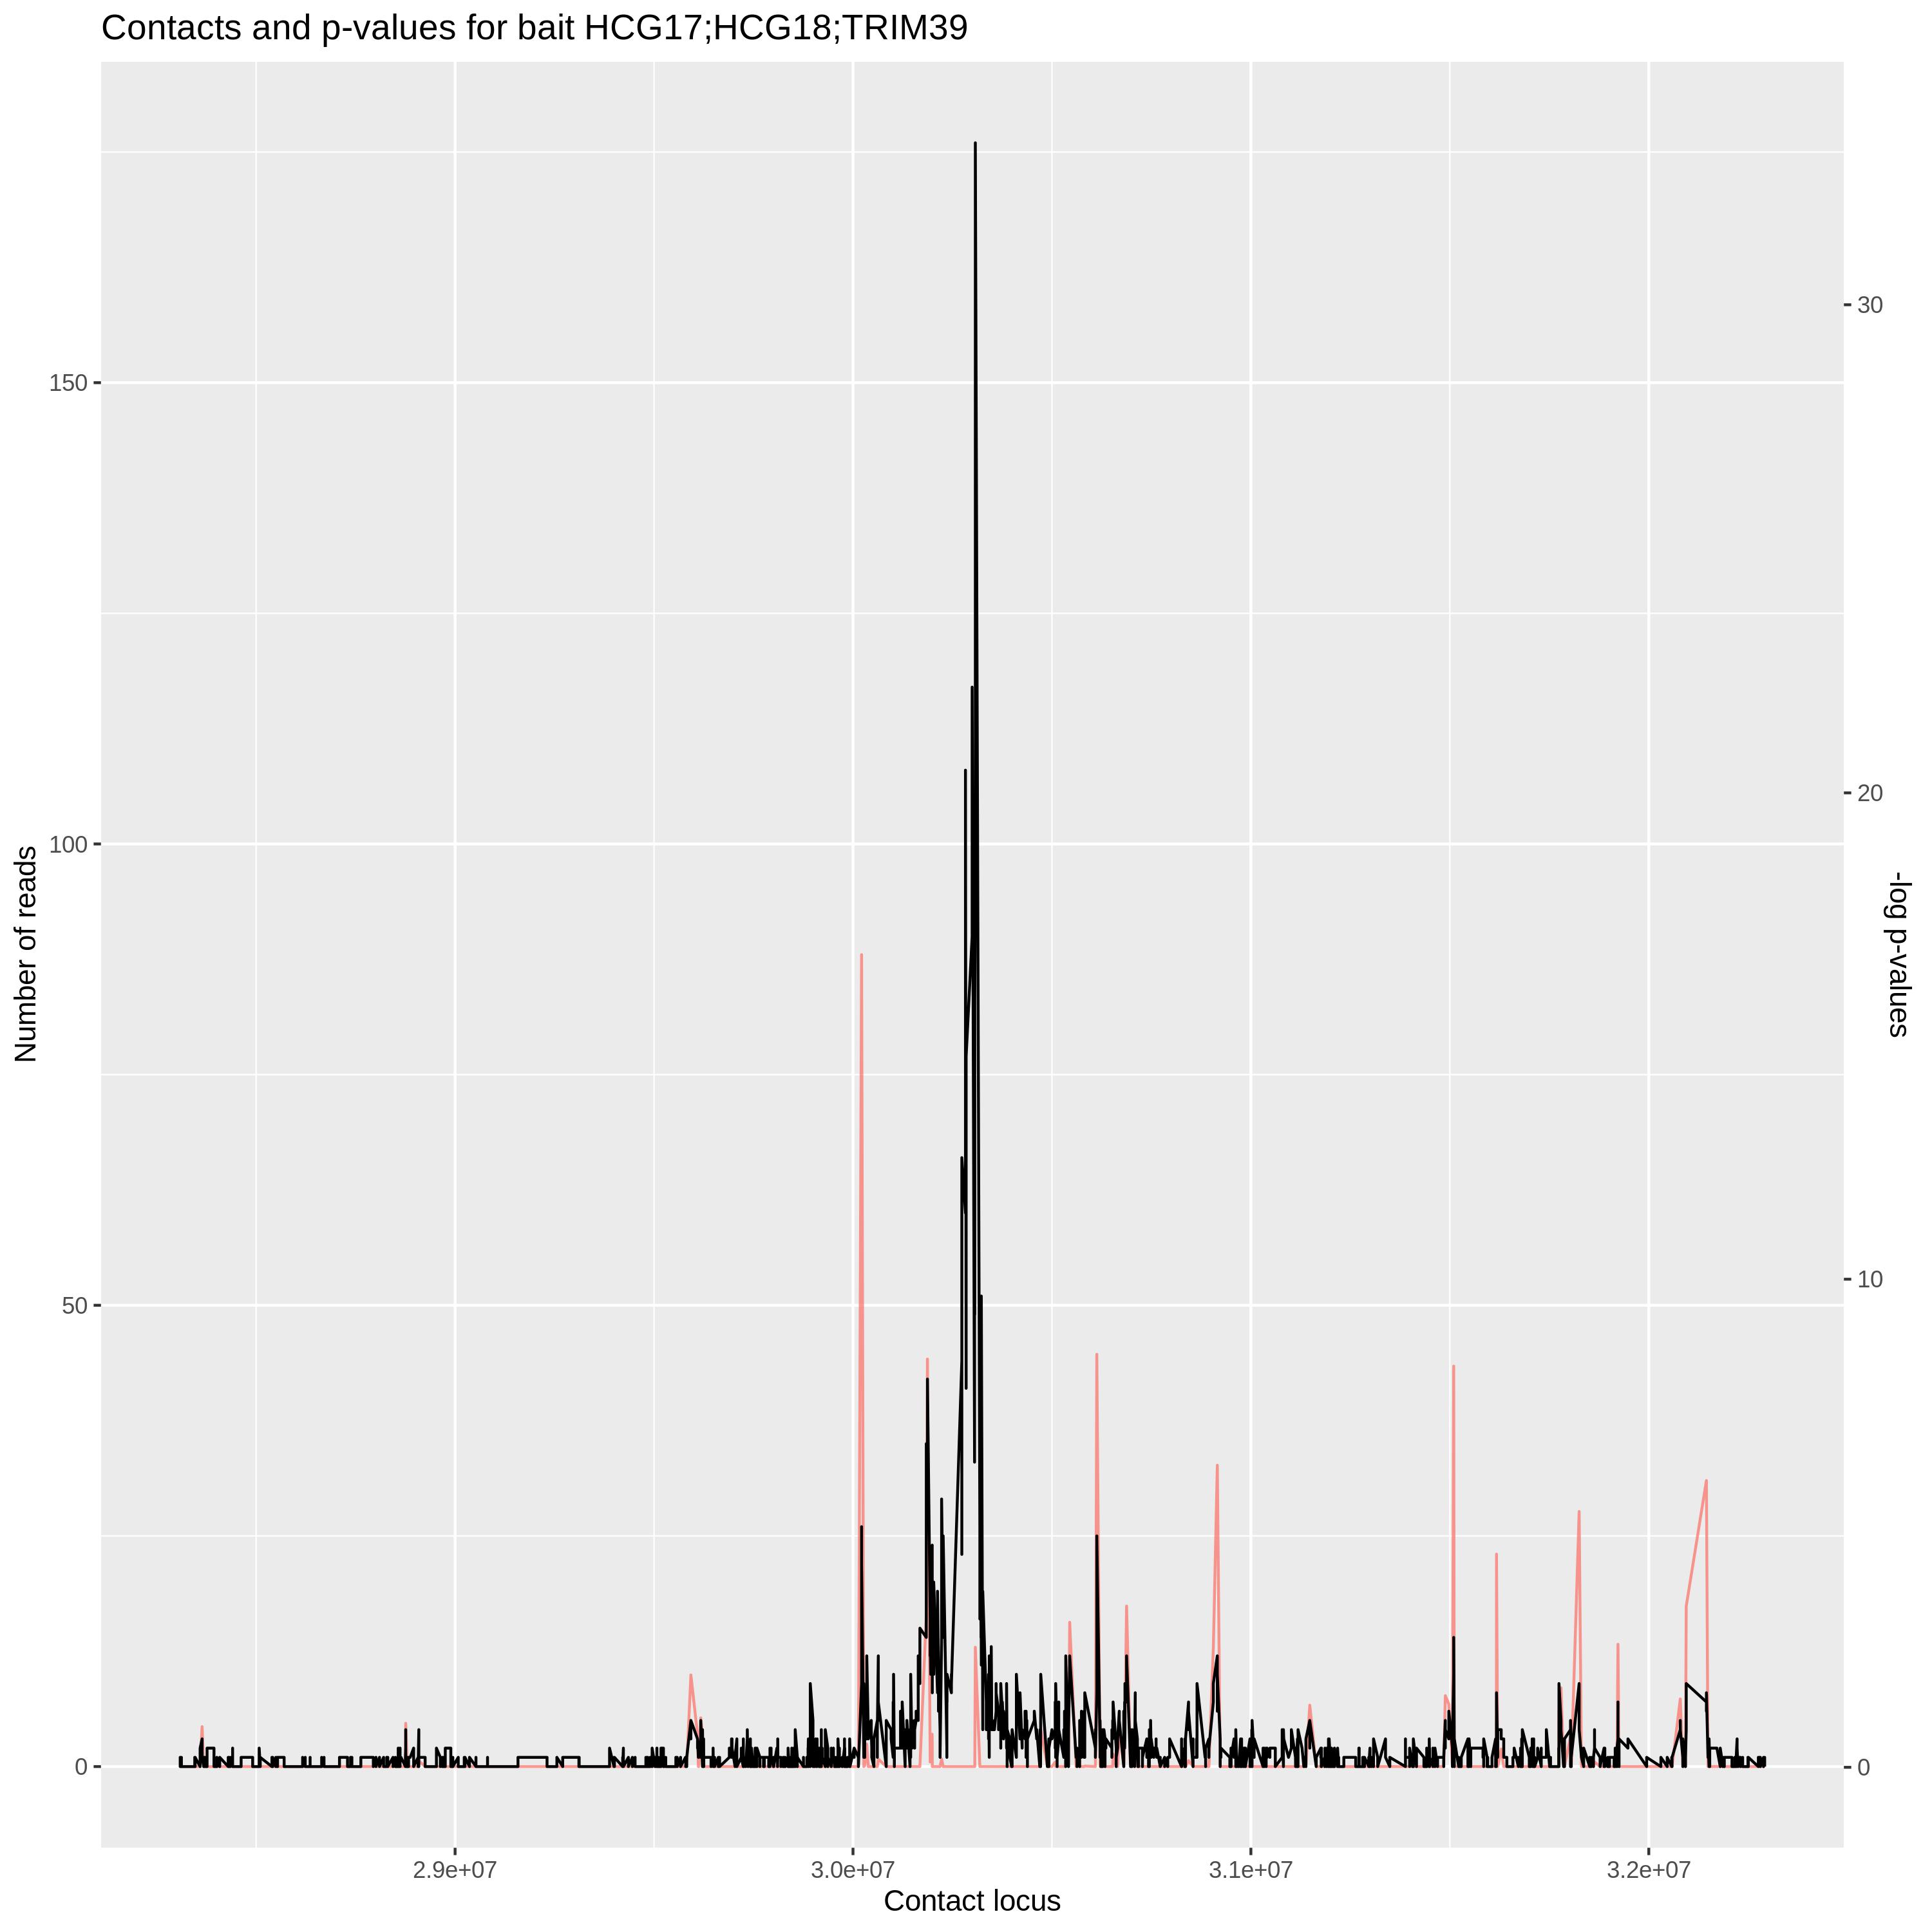 Contacts and p-values for bait HCG17;HCG18;TRIM39
150
100
50
0
Number of reads
30
20
10
0
-log p-values
2.9e+07
3.0e+07
3.1e+07
3.2e+07
Contact locus